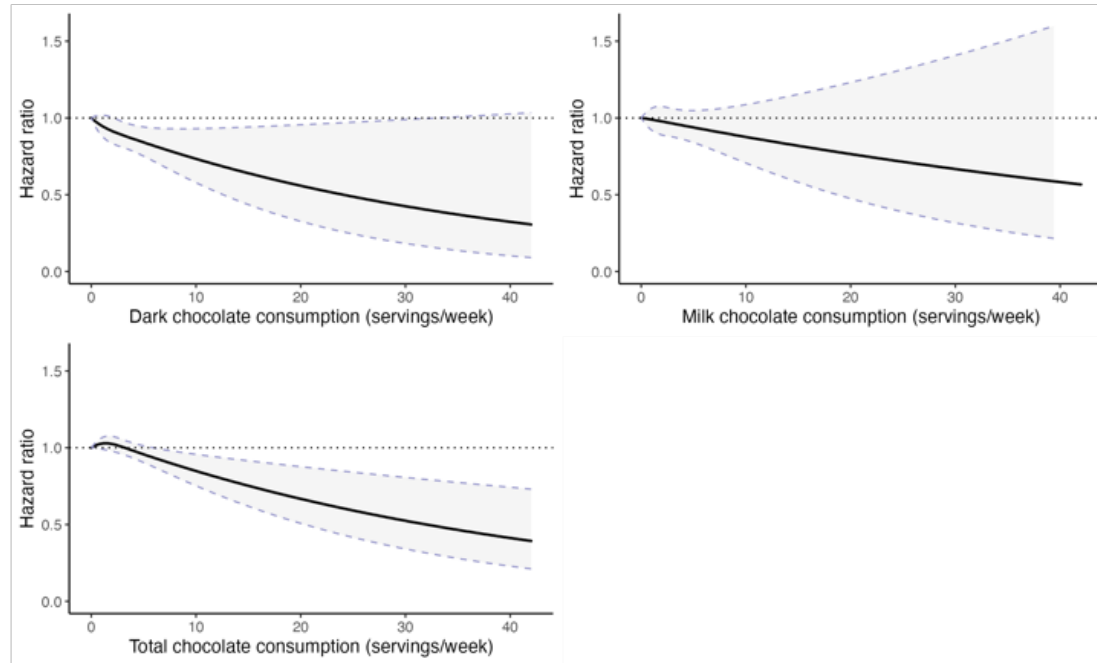 1.5
1.0
0.5
0.0
Hazard ratio
0 10 20 30 40
Dark chocolate consumption (servings/week)
1.5
1.0
0.5
0.0
Hazard ratio
0 10 20 30 40
Milk chocolate consumption (servings/week)
1.5
1.0
0.5
0.0
Hazard ratio
0 10 20 30 40
Total chocolate consumption (servings/week)